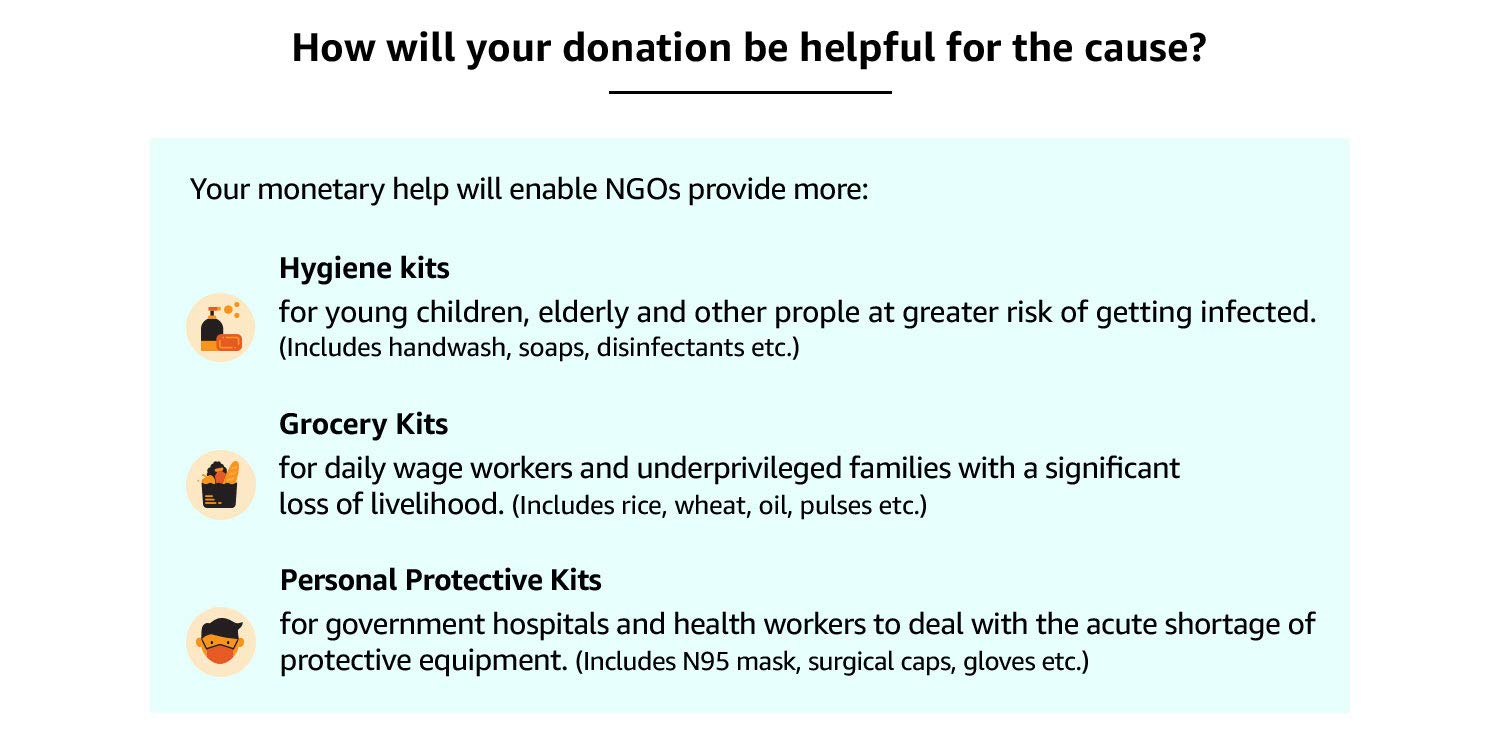 How will your donation be helpful for the cause?
Your monetary help will enable NGOs provide more:
Hygiene kits
for young children, elderly and other prople at greater risk of getting infected.
(Includes handwash, soaps, disinfectants etc.)
Grocery Kits
for daily wage workers and underprivileged families with a significant
loss of livelihood. (Includes rice, wheat, oil, pulses etc.)
Personal Protective Kits
for government hospitals and health workers to deal with the acute shortage of
protective equipment. (Includes N95 mask, surgical caps, gloves etc.)